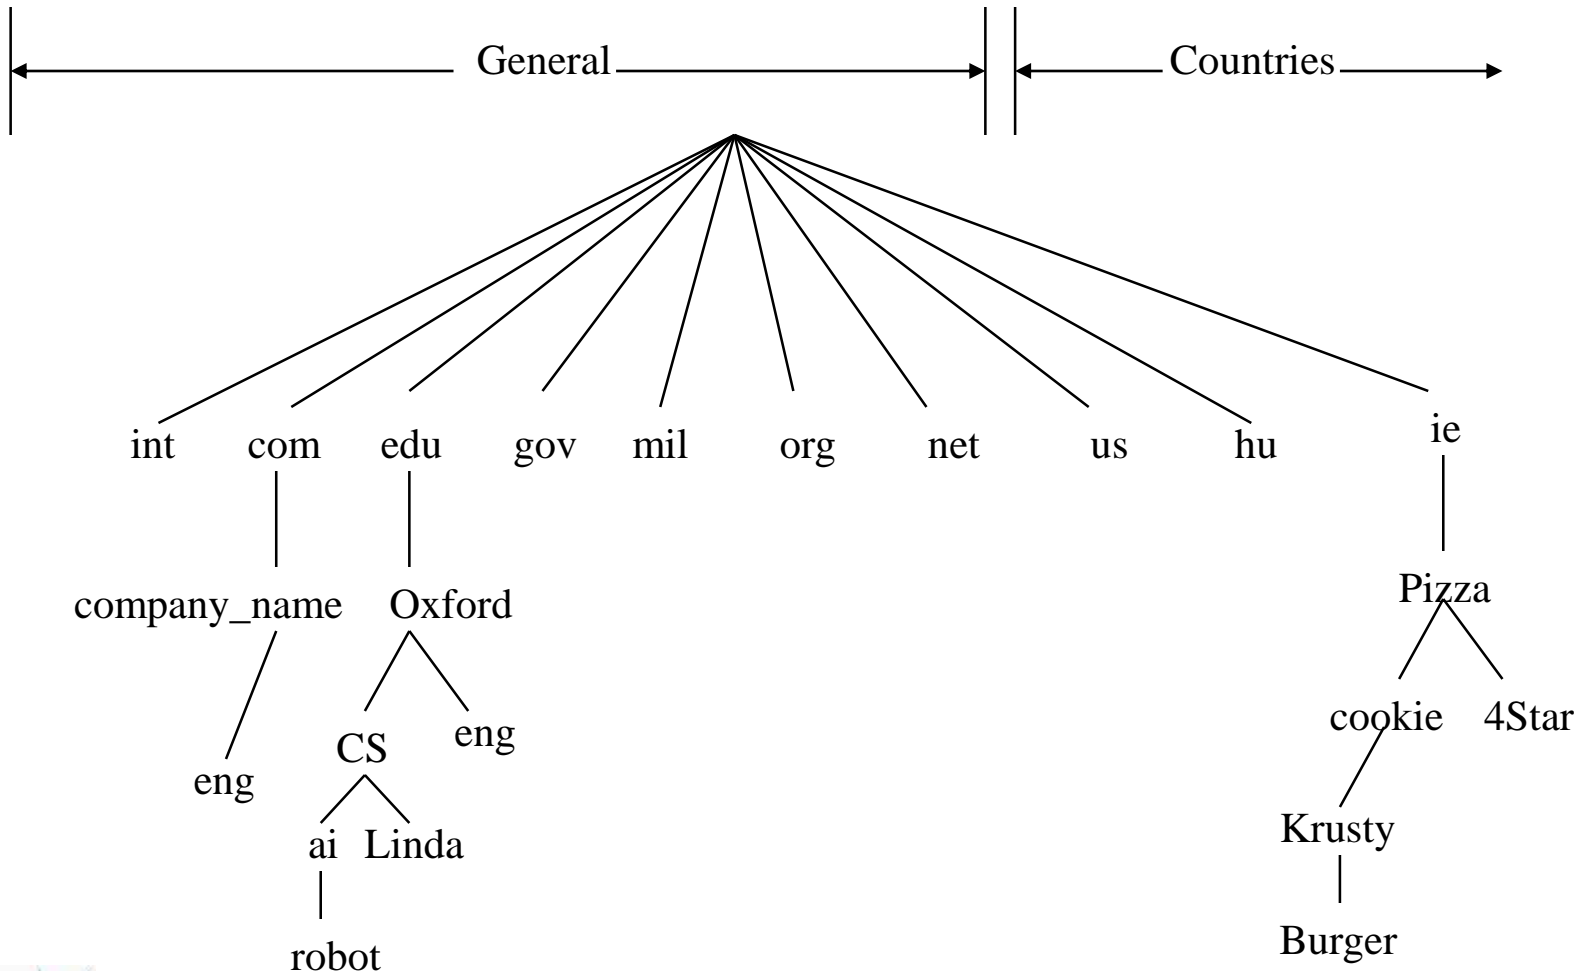 General Countries
int com edu gov mil org net us hu ie
company_name Oxford Pizza
CS eng cookie 4Star
eng
ai Linda Krusty
robot Burger